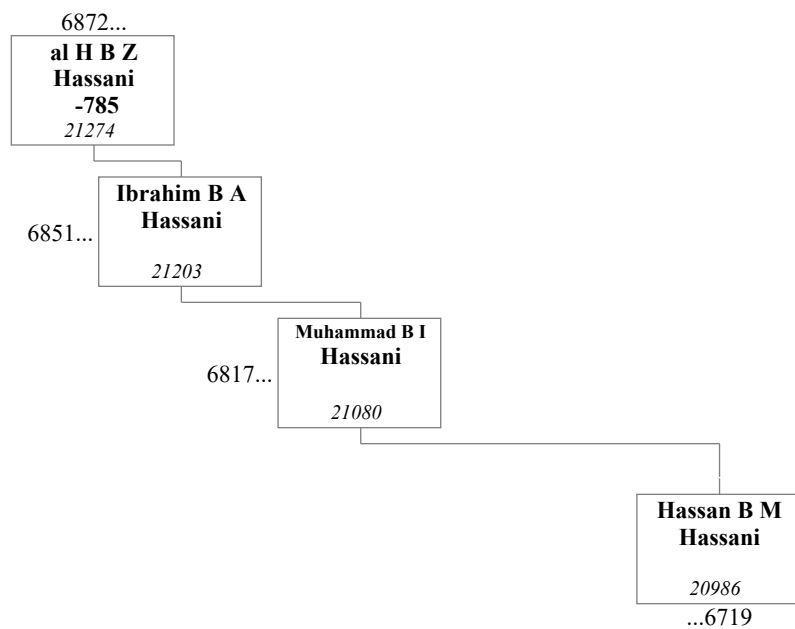 6872...
al H B Z
Hassani
-785
21274
Ibrahim B A
Hassani
6851...
21203
Muhammad B I
Hassani
6817...
21080
Hassan B M
Hassani
20986
...6719